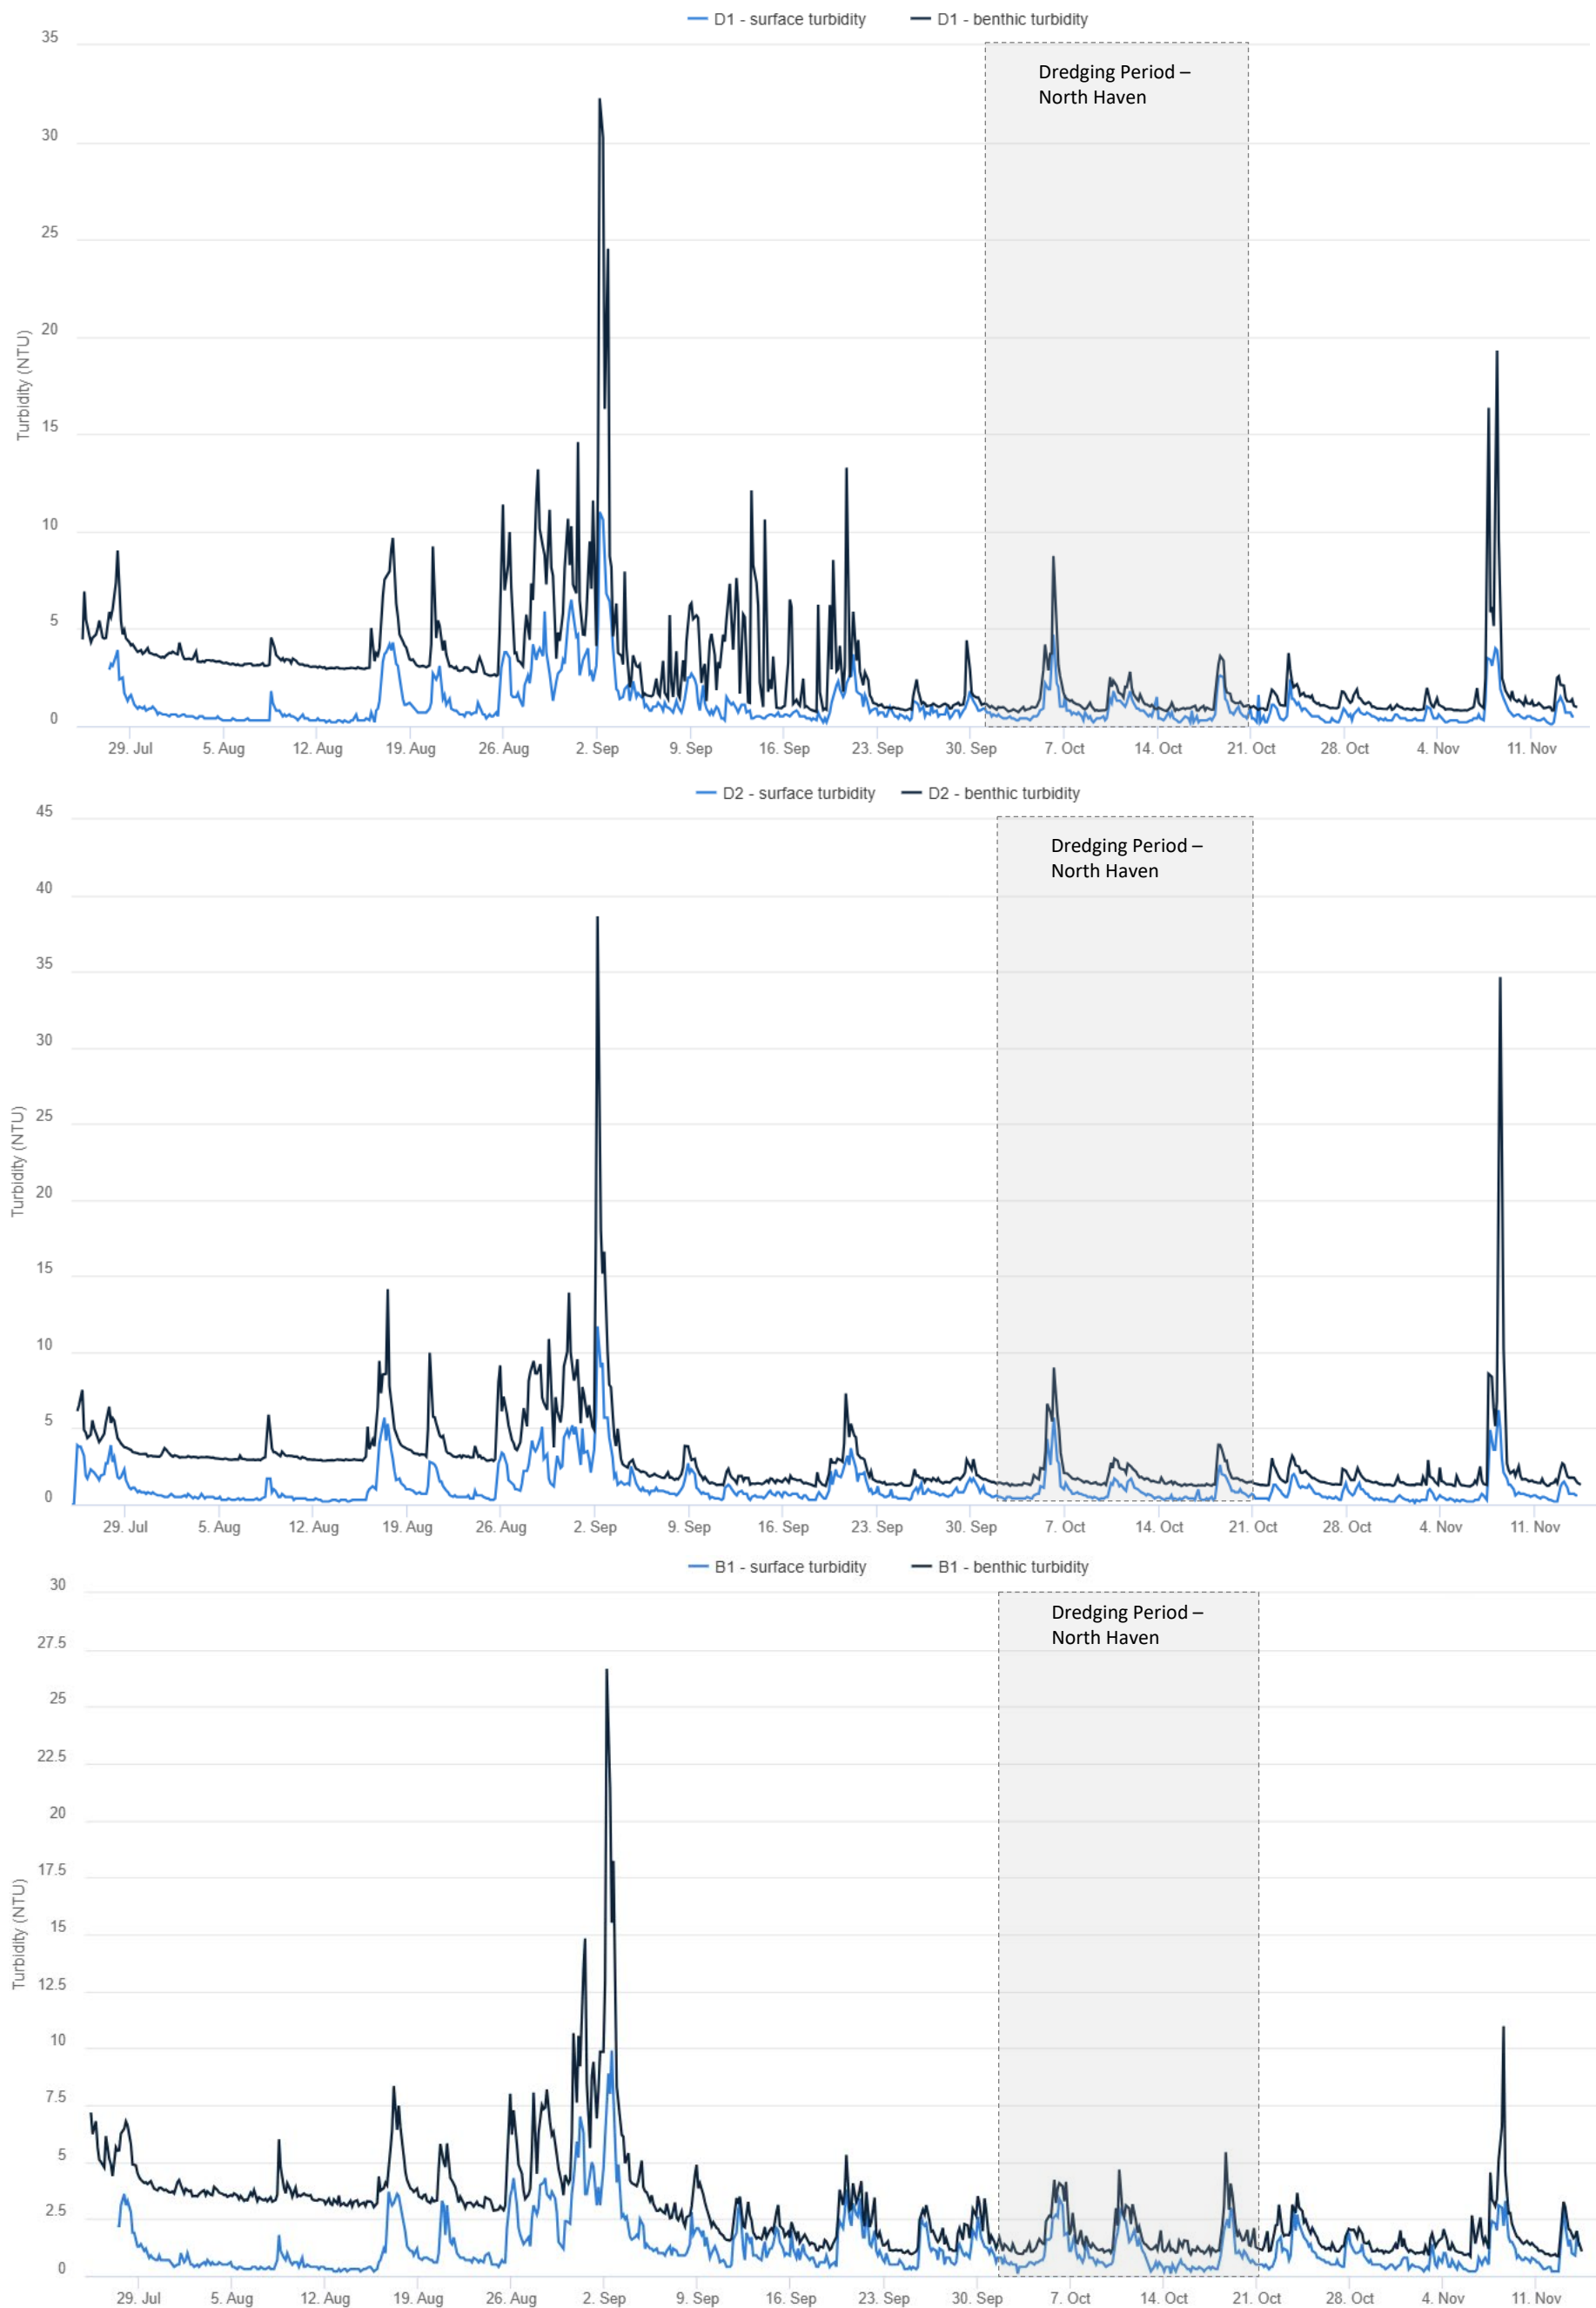 D1 - surface turbidity D1 - benthic turbidity
35
Dredging Period –
North Haven
30
25
20
Turbidity (NTU)
15
10
5
0
29. Jul 5. Aug 12. Aug 19. Aug 26. Aug 2. Sep 9. Sep 16. Sep 23. Sep 30. Sep 7. Oct 14. Oct 21. Oct 28. Oct 4. Nov 11. Nov
D2 - surface turbidity D2 - benthic turbidity
45
Dredging Period –
North Haven
40
35
30
25
Turbidity (NTU)
20
15
10
5
0
29. Jul 5. Aug 12. Aug 19. Aug 26. Aug 2. Sep 9. Sep 16. Sep 23. Sep 30. Sep 7. Oct 14. Oct 21. Oct 28. Oct 4. Nov 11. Nov
B1 - surface turbidity B1 - benthic turbidity
30
Dredging Period –
North Haven
27.5
25
22.5
20
17.5
15
Turbidity (NTU)
12.5
10
7.5
5
2.5
0
29. Jul 5. Aug 12. Aug 19. Aug 26. Aug 2. Sep 9. Sep 16. Sep 23. Sep 30. Sep 7. Oct 14. Oct 21. Oct 28. Oct 4. Nov 11. Nov